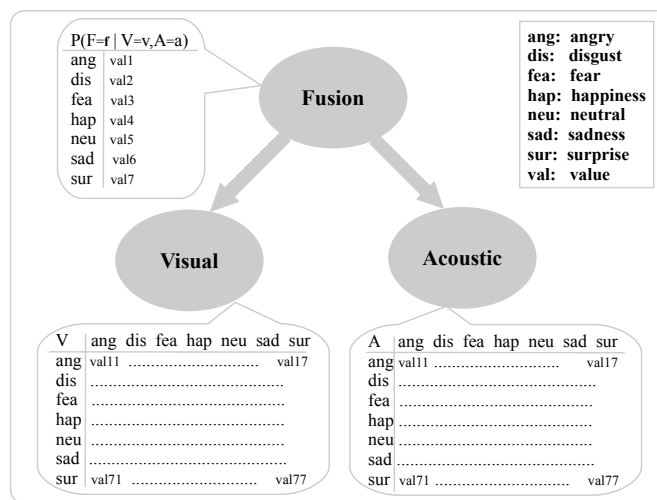 P(F=f | V=v,A=a)
ang val1
dis val2
fea val3
hap val4
neu val5
sad val6
sur val7
Fusion
ang: angry
dis: disgust
fea: fear
hap: happiness
neu: neutral
sad: sadness
sur: surprise
val: value
Visual
Acoustic
V ang dis fea hap neu sad sur
ang val11 .............................. val17
dis .............................................
fea .............................................
hap .............................................
neu .............................................
sad .............................................
sur val71 .............................. val77
A ang dis fea hap neu sad sur
ang val11 .............................. val17
dis .............................................
fea .............................................
hap .............................................
neu .............................................
sad .............................................
sur val71 .............................. val77